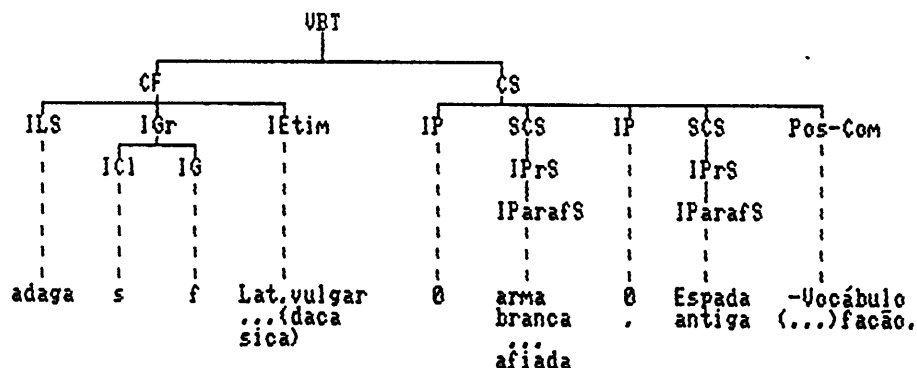 VBT
CF CS
ILS IGr IEtim IP SCS IP SCS Pos-Com
ICl IG IPrS IPrS
IParafS IParafS
adaga s f Lat.vulgar 0 arma 0 Espada -Vocábulo
...(daca branca . antiga (...)facão.
sica) ...
afiada